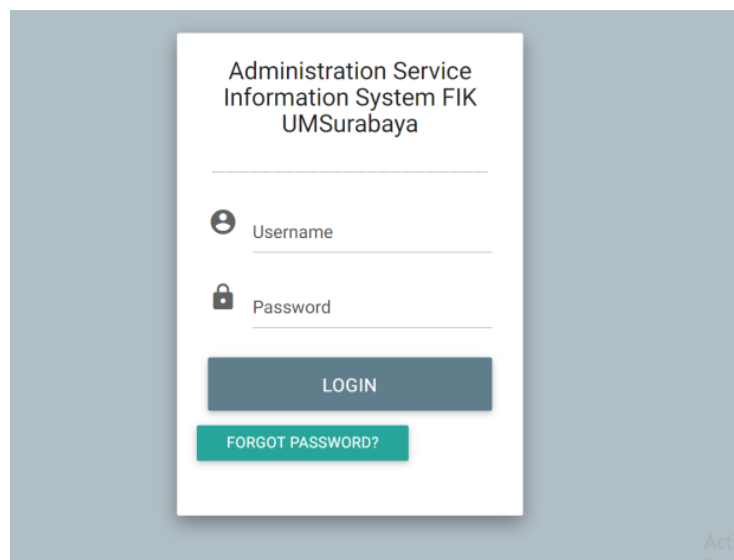 Administration Service
Information System FIK
UMSurabaya
Username
Password
LOGIN
FORGOT PASSWORD?